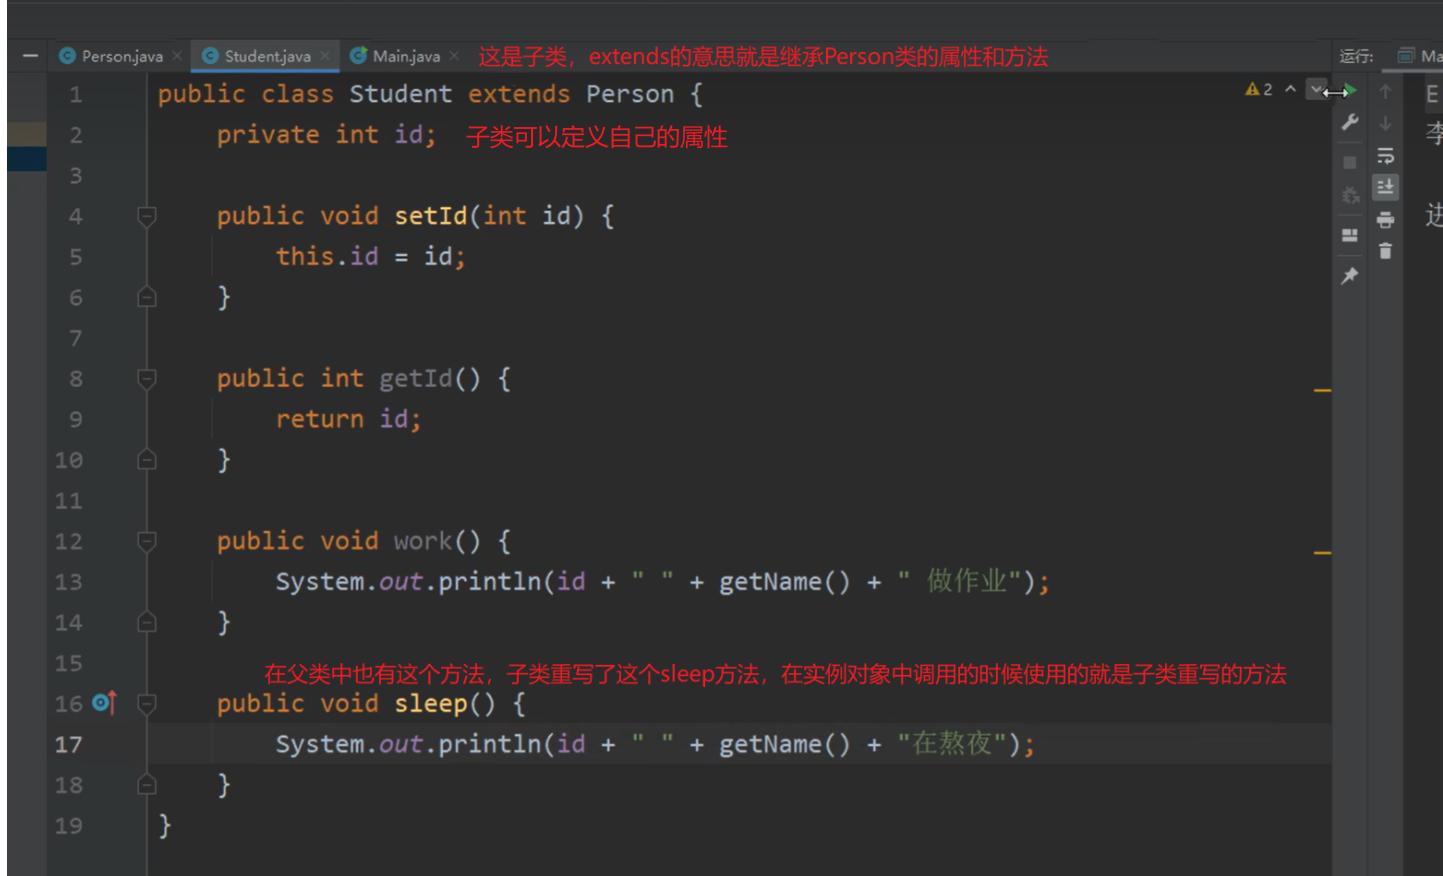 Person.java Student.java Main.java 这是子类，extends的意思就是继承Person类的属性和方法 运行: Ma
1 public class Student extends Person { 2 E
2 private int id; 子类可以定义自己的属性 李
3
4 public void setId(int id) { 进
5 this.id = id;
6 }
7
8 public int getId() {
9 return id;
10 }
11
12 public void work() {
13 System.out.println(id + " " + getName() + " 做作业");
14 }
15 在父类中也有这个方法，子类重写了这个sleep方法，在实例对象中调用的时候使用的就是子类重写的方法
16 public void sleep() {
17 System.out.println(id + " " + getName() + "在熬夜");
18 }
19 }